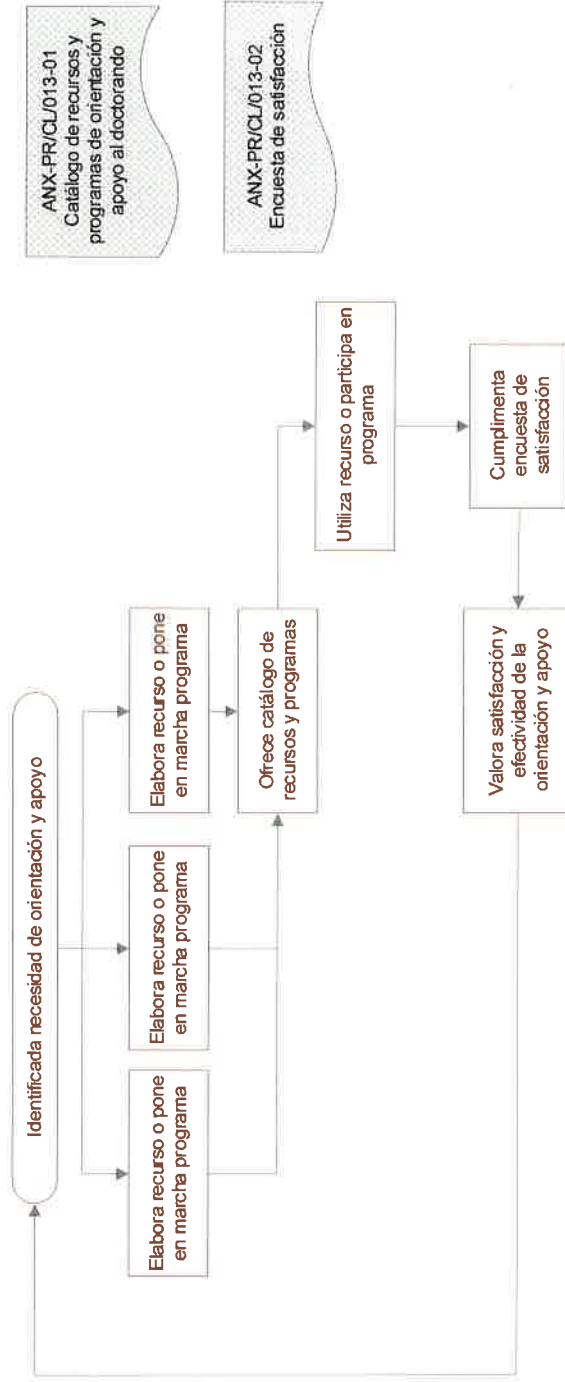 Identificada necesidad de orientación y apoyo
Elabora recurso o pone
en marcha programa
Elabora recurso o pone
en marcha programa
Elabora recurso o pone
en marcha programa
Ofrece catálogo de
recursos y programas
Utiliza recurso o participa en
programa
Cumplimenta
encuesta de
satisfacción
Valora satisfacción y
efectividad de la
orientación y apoyo
ANX-PR/CL/013-01
Catálogo de recursos y
programas de orientación y
apoyo al doctorando
ANX-PR/CL/013-02
Encuesta de satisfacción